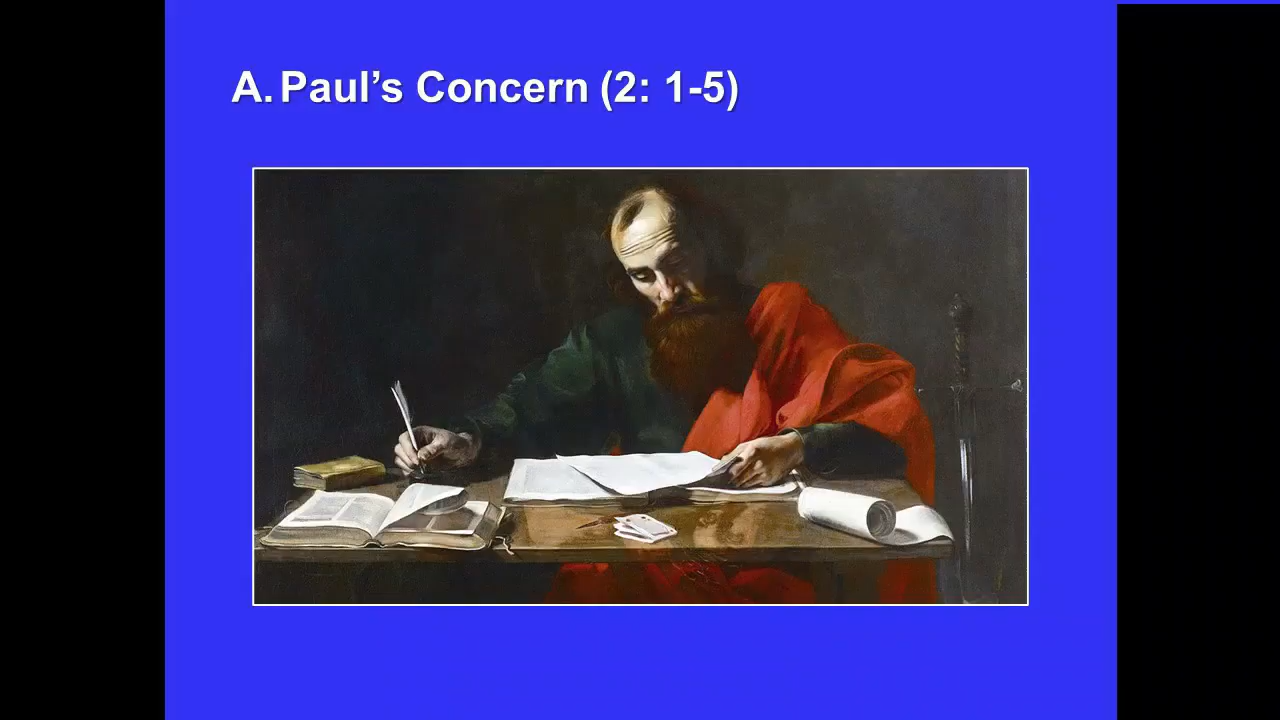 A. Paul’s Concern (2: 1-5)